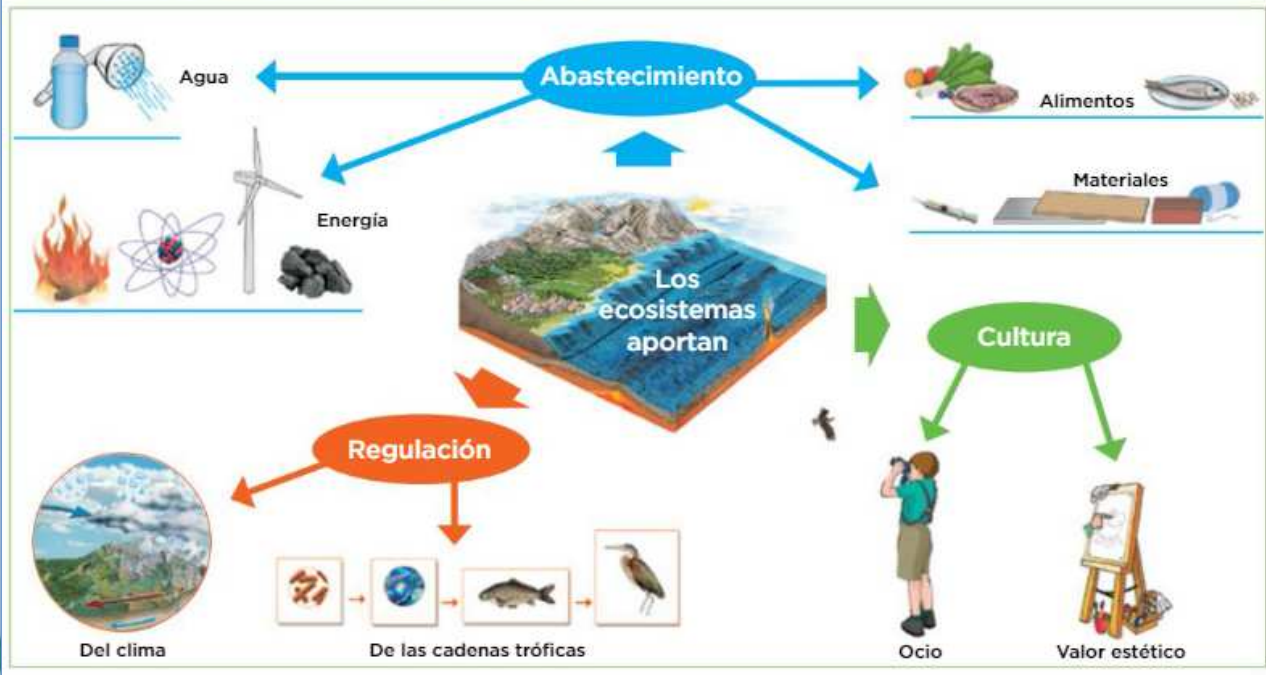 Abastecimiento
Agua
Alimentos
Materiales
Energía
Los
ecosistemas
aportan
Cultura
Regulación
Del clima
De las cadenas tróficas
Ocio
Valor estético